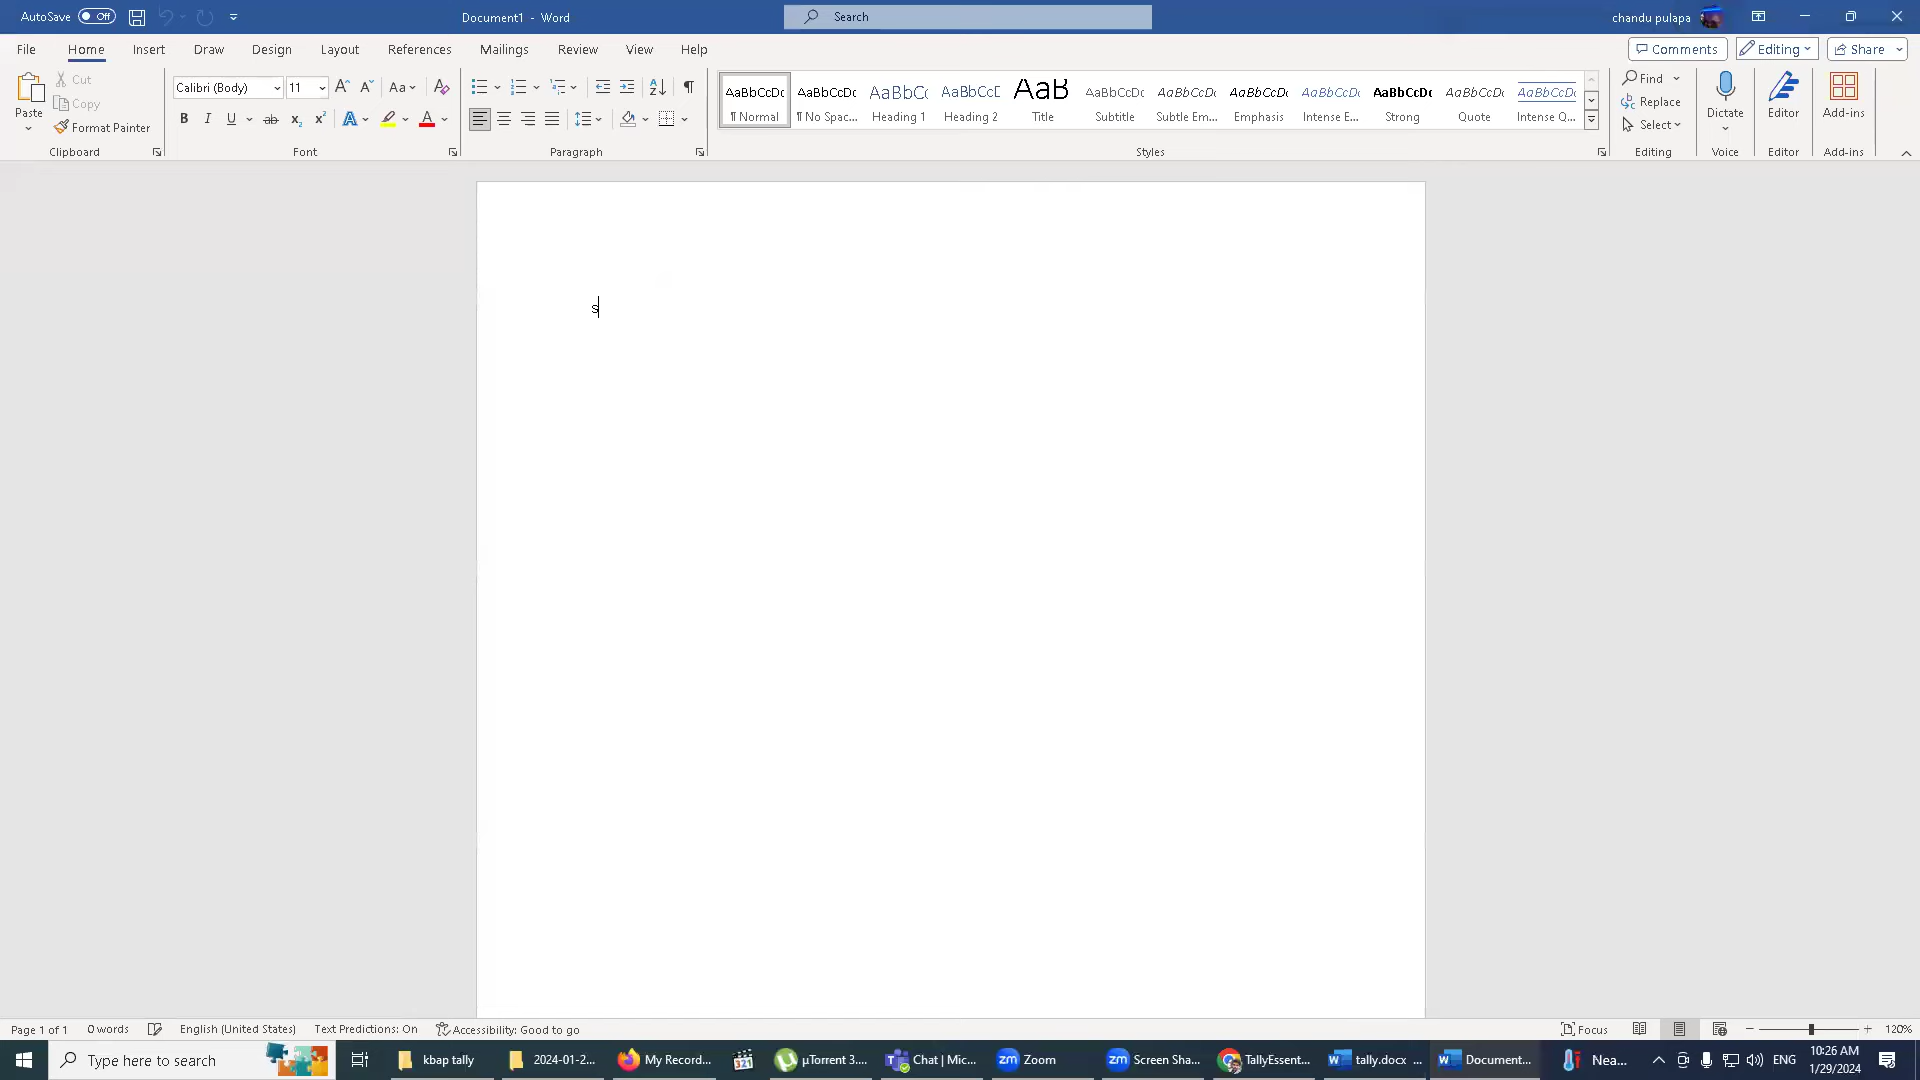 AutoSave Off Document1 - Word Search chandu pulapa
File Home Insert Draw Design Layout References Mailings Review View Help Comments Editing Share
Paste Cut Copy Format Painter Clipboard
Calibri (Body) 11 Font
Paragraph
AaBbCcDc ¶ Normal
AaBbCcDc ¶ No Spac...
AaBbC Heading 1
AaBbCcE Heading 2
AaB Title
AaBbCcDc Subtitle
AaBbCcDc Subtle Em...
AaBbCcDc Emphasis
AaBbCcDc Intense E...
AaBbCcDc Strong
AaBbCcDc Quote
AaBbCcDc Intense Q...
Styles
Find Replace Select Editing
Dictate Voice
Editor Editor
Add-ins Add-ins
s
Page 1 of 1 0 words English (United States) Text Predictions: On Accessibility: Good to go Focus 120%
Type here to search kbap tally 2024-01-2... My Record... 321 µTorrent 3.... Chat | Mic... zm Zoom zm Screen Sha... TallyEssent... tally.docx ... Document... Nea... ENG 10:26 AM
1/29/2024